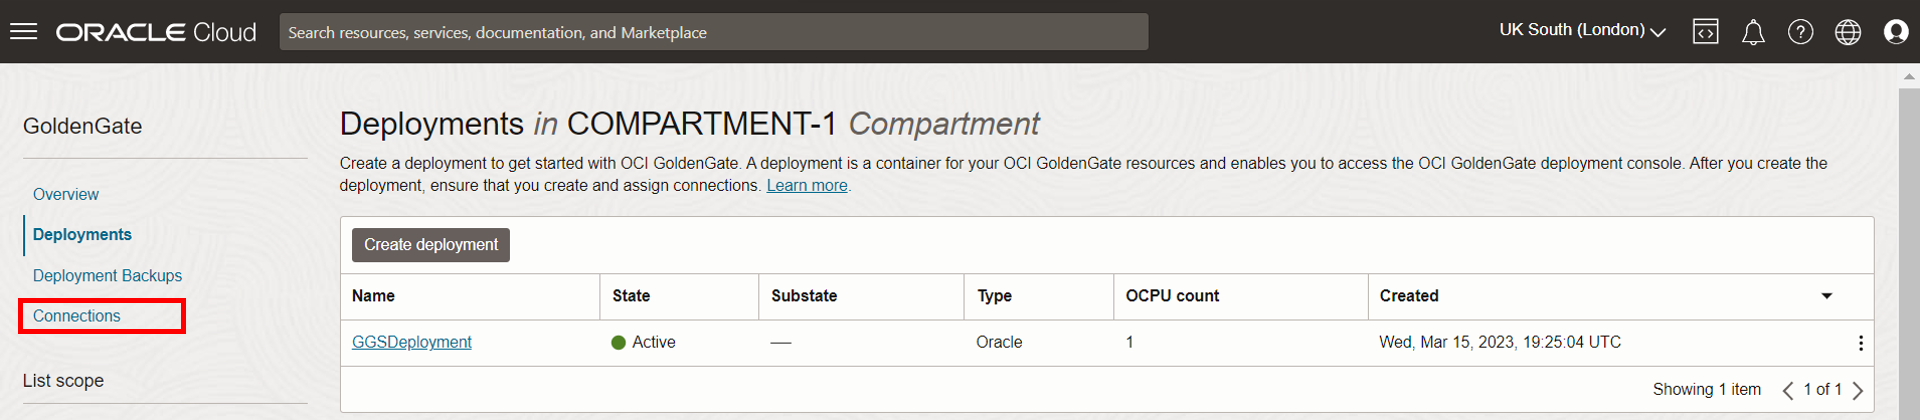 ORACLE Cloud
Search resources, services, documentation, and Marketplace
UK South (London)
GoldenGate
Overview
Deployments
Deployment Backups
Connections
List scope
Deployments in COMPARTMENT-1 Compartment
Create a deployment to get started with OCI GoldenGate. A deployment is a container for your OCI GoldenGate resources and enables you to access the OCI GoldenGate deployment console. After you create the
deployment, ensure that you create and assign connections. Learn more.
Create deployment
Name State Substate Type OCPU count Created
GGSDeployment Active — Oracle 1 Wed, Mar 15, 2023, 19:25:04 UTC
Showing 1 item < 1 of 1 >